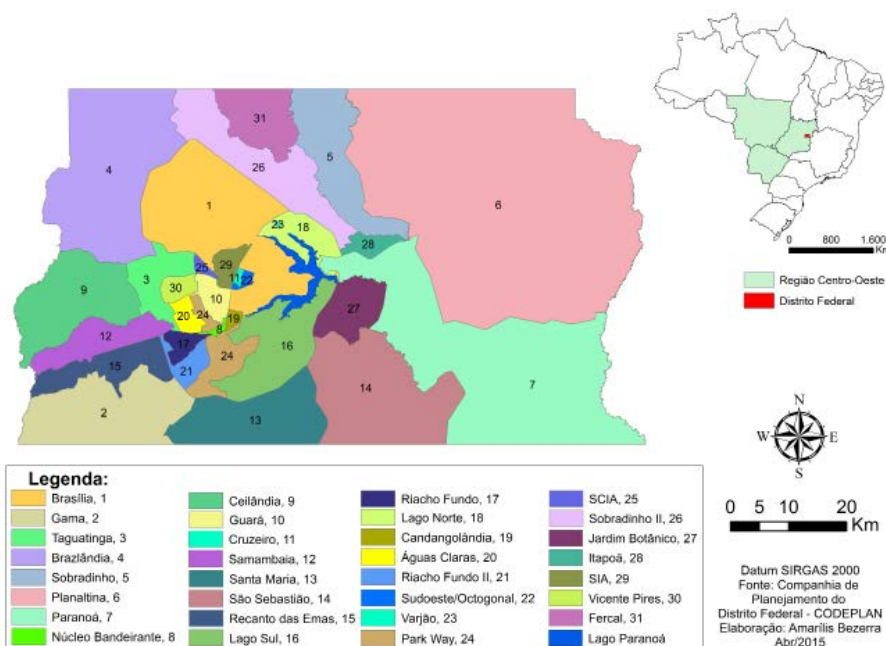 31
5
4
26
6
1
23
18
28
25
29
11
22
3
9
30
10
27
20
24
19
8
12
17
24
16
15
21
7
14
2
13
0 800 1.600
Km
Região Centro-Oeste
Distrito Federal
N
W E
S
0 5 10 20
Km
Legenda:
Brasília, 1
Gama, 2
Taguatinga, 3
Brazlândia, 4
Sobradinho, 5
Planaltina, 6
Paranoá, 7
Núcleo Bandeirante, 8
Ceilândia, 9
Guará, 10
Cruzeiro, 11
Samambaia, 12
Santa Maria, 13
São Sebastião, 14
Recanto das Emas, 15
Lago Sul, 16
Riacho Fundo, 17
Lago Norte, 18
Candangolândia, 19
Águas Claras, 20
Riacho Fundo II, 21
Sudoeste/Octogonal, 22
Varjão, 23
Park Way, 24
SCIA, 25
Sobradinho II, 26
Jardim Botânico, 27
Itapoã, 28
SIA, 29
Vicente Pires, 30
Fercal, 31
Lago Paranoá
Datum SIRGAS 2000
Fonte: Companhia de
Planejamento do
Distrito Federal - CODEPLAN
Elaboração: Amarílis Bezerra
Abr/2015